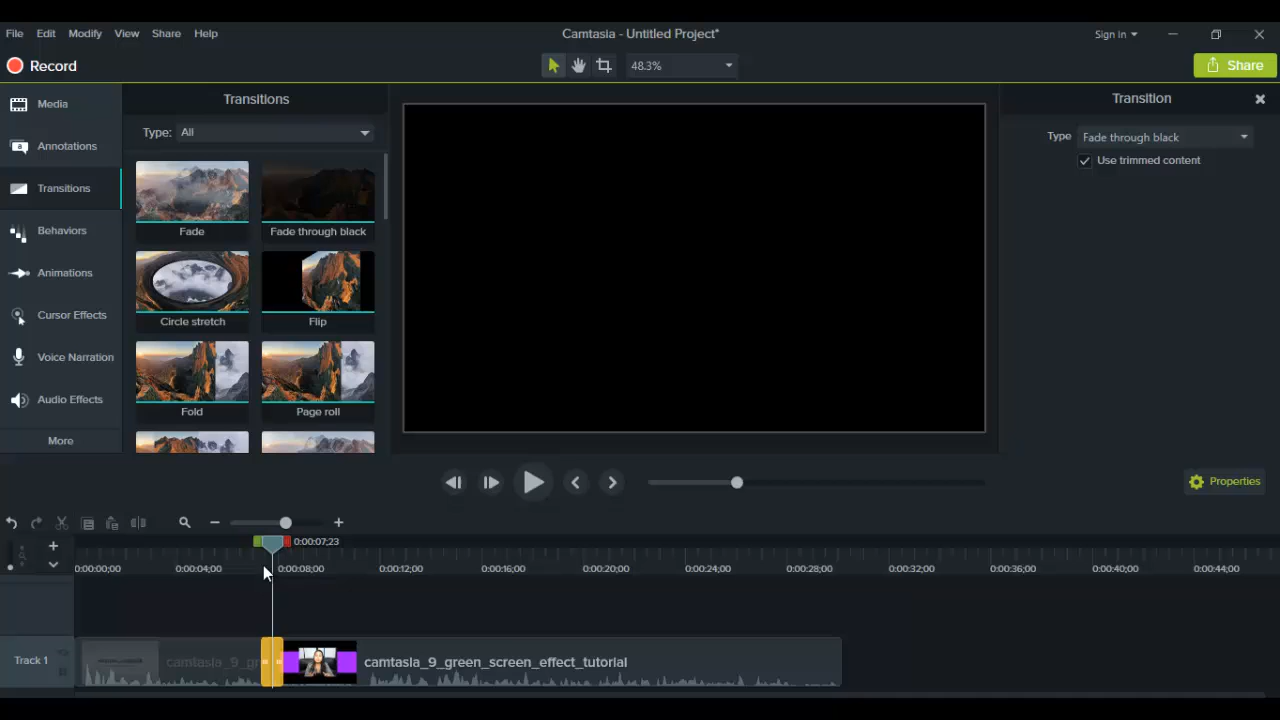 Camtasia - Untitled Project*
File Edit Modify View Share Help
Sign in
Record
48.3%
Share
Media
Annotations
Transitions
Behaviors
Animations
Cursor Effects
Voice Narration
Audio Effects
More
Transitions
Type: All
Fade
Fade through black
Circle stretch
Flip
Fold
Page roll
Transition
Type Fade through black
Use trimmed content
Properties
0:00:07;23
0:00:00;00 0:00:04;00 0:00:08;00 0:00:12;00 0:00:16;00 0:00:20;00 0:00:24;00 0:00:28;00 0:00:32;00 0:00:36;00 0:00:40;00 0:00:44;00
Track 1
camtasia_9_gr
camtasia_9_green_screen_effect_tutorial